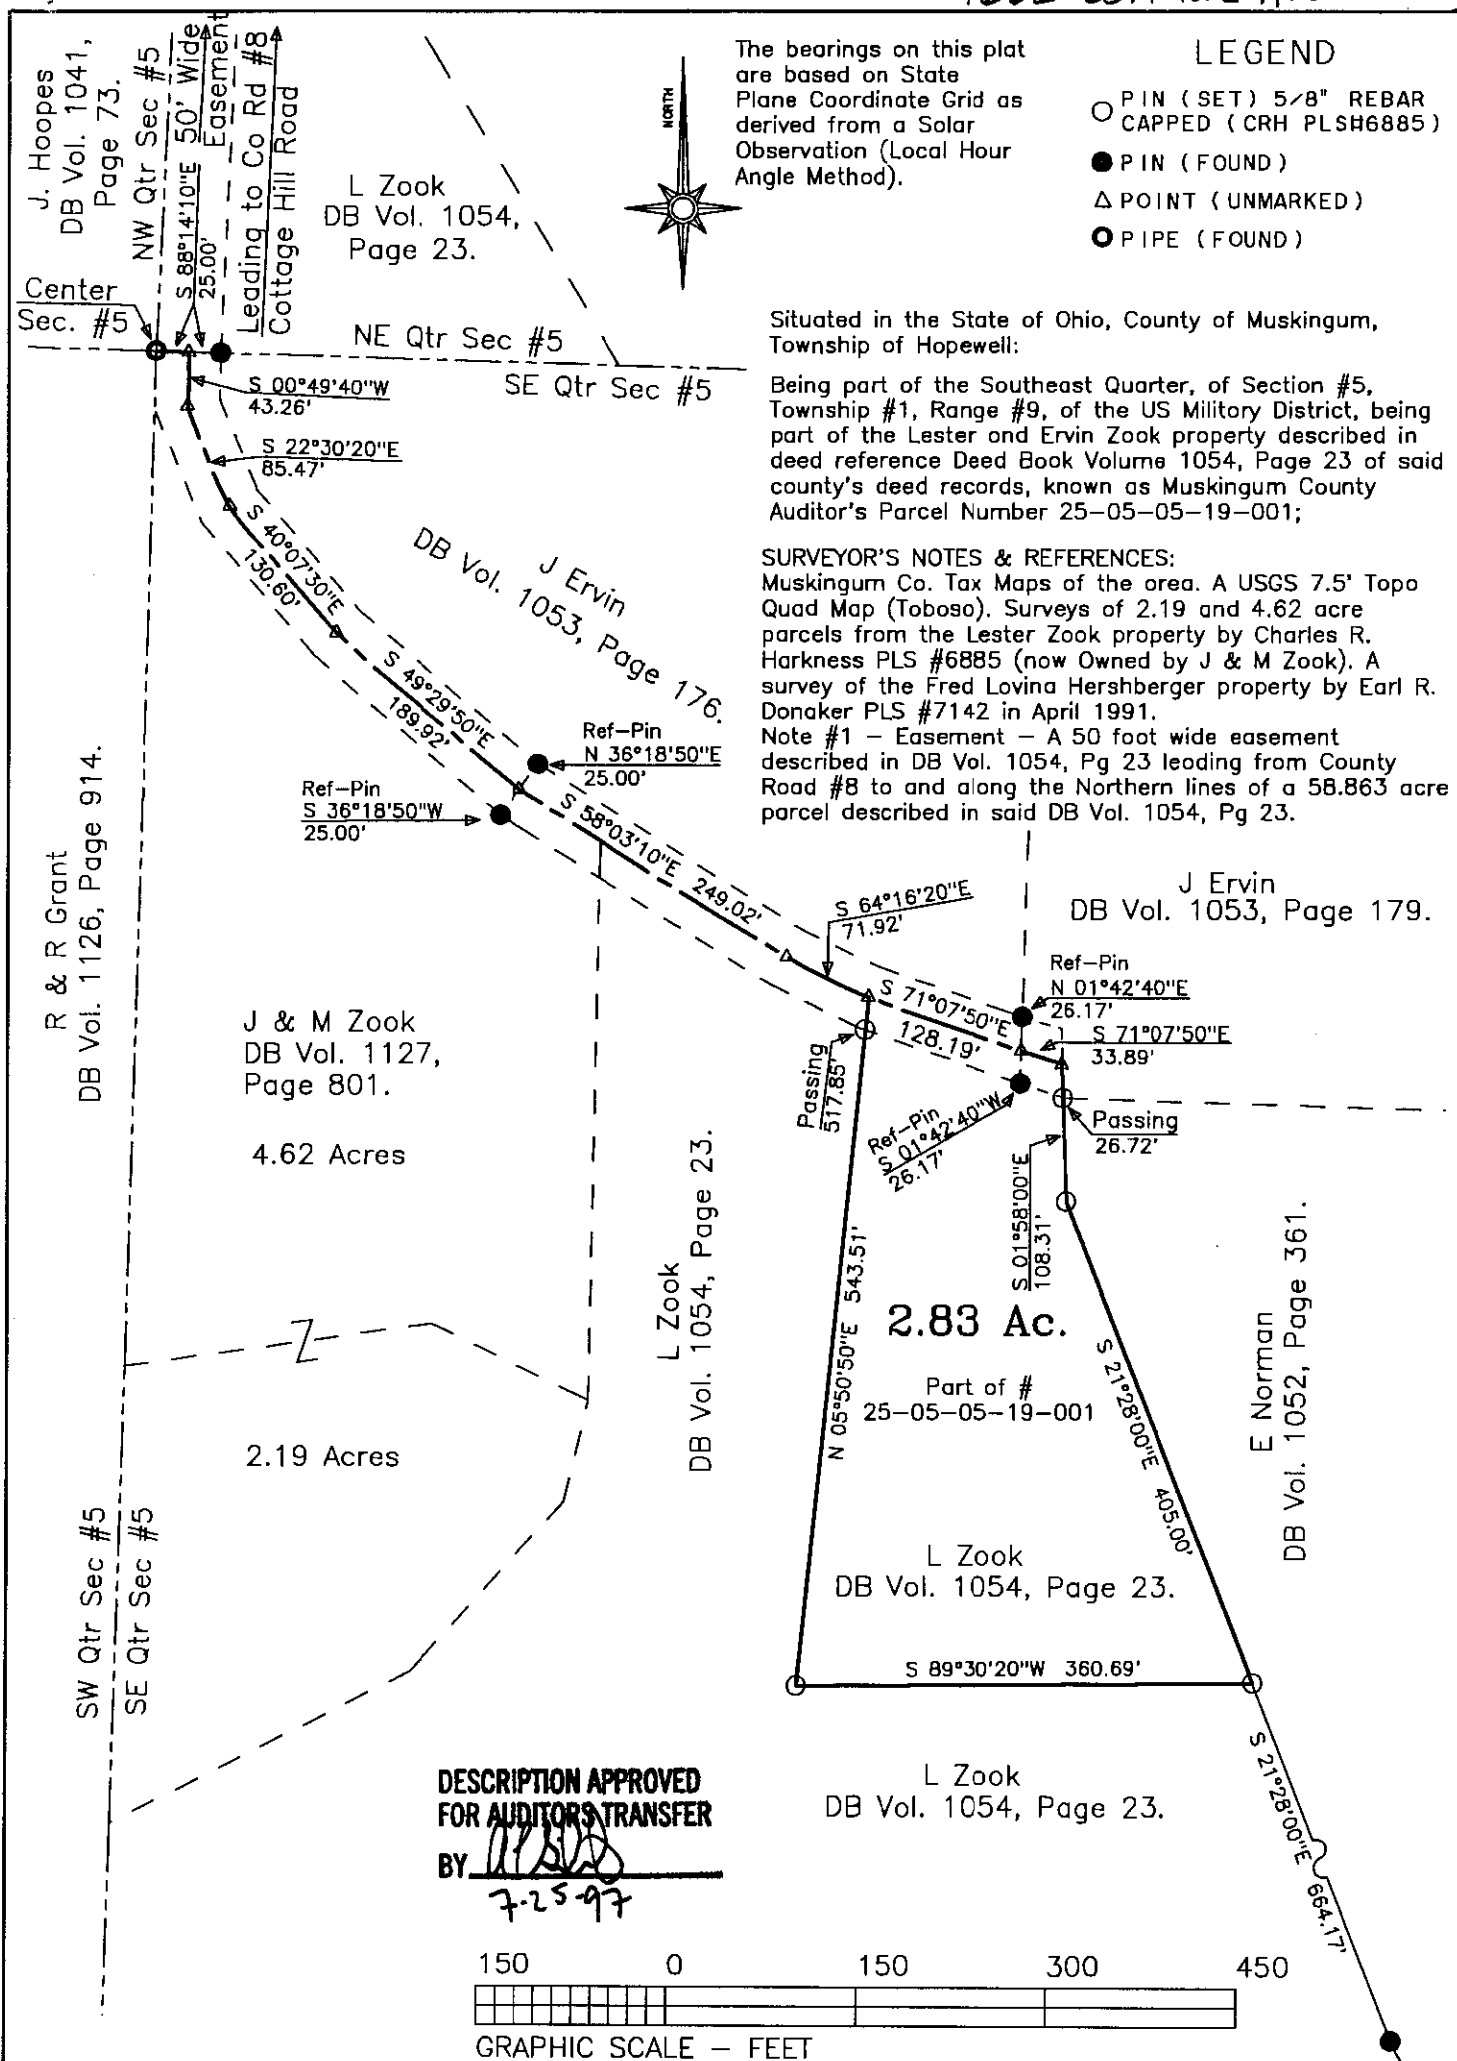 J. Hoopes
DB Vol. 1041,
Page 73.
NW Qtr Sec #5
S 88°14'10"E
25.00'
50' Wide
Easement
Leading to Co Rd #8
Cottage Hill Road
L Zook
DB Vol. 1054,
Page 23.
NORTH
The bearings on this plat
are based on State
Plane Coordinate Grid as
derived from a Solar
Observation (Local Hour
Angle Method).
LEGEND
PIN (SET) 5/8" REBAR
CAPPED (CRH PLS#6885)
PIN (FOUND)
POINT (UNMARKED)
PIPE (FOUND)
Center
Sec. #5
NE Qtr Sec #5
SE Qtr Sec #5
S 00°49'40"W
43.26'
S 22°30'20"E
85.47'
S 40°07'30"E
130.60'
S 49°29'50"E
189.92'
J Ervin
DB Vol. 1053, Page 176.
Situated in the State of Ohio, County of Muskingum,
Township of Hopewell:
Being part of the Southeast Quarter, of Section #5,
Township #1, Range #9, of the US Military District, being
part of the Lester and Ervin Zook property described in
deed reference Deed Book Volume 1054, Page 23 of said
county's deed records, known as Muskingum County
Auditor's Parcel Number 25-05-05-19-001;
SURVEYOR'S NOTES & REFERENCES:
Muskingum Co. Tax Maps of the area. A USGS 7.5' Topo
Quad Map (Toboso). Surveys of 2.19 and 4.62 acre
parcels from the Lester Zook property by Charles R.
Harkness PLS #6885 (now Owned by J & M Zook). A
survey of the Fred Lovina Hershberger property by Earl R.
Donaker PLS #7142 in April 1991.
Note #1 - Easement - A 50 foot wide easement
described in DB Vol. 1054, Pg 23 leading from County
Road #8 to and along the Northern lines of a 58.863 acre
parcel described in said DB Vol. 1054, Pg 23.
Ref-Pin
N 36°18'50"E
25.00'
Ref-Pin
S 36°18'50"W
25.00'
S 58°03'10"E 249.02'
S 64°16'20"E
71.92'
J Ervin
DB Vol. 1053, Page 179.
Ref-Pin
N 01°42'40"E
26.17'
S 71°07'50"E
128.19'
S 71°07'50"E
33.89'
Passing
517.85'
Ref-Pin
S 01°42'40"W
26.17'
Passing
26.72'
S 01°58'00"E
108.31'
R & R Grant
DB Vol. 1126, Page 914.
J & M Zook
DB Vol. 1127,
Page 801.
4.62 Acres
L Zook
DB Vol. 1054, Page 23.
N 05°50'50"E 543.51'
2.83 Ac.
Part of #
25-05-05-19-001
S 21°28'00"E 405.00'
E Norman
DB Vol. 1052, Page 361.
2.19 Acres
SW Qtr Sec #5
SE Qtr Sec #5
L Zook
DB Vol. 1054, Page 23.
S 89°30'20"W 360.69'
L Zook
DB Vol. 1054, Page 23.
S 21°28'00"E 664.17'
DESCRIPTION APPROVED
FOR AUDITORS TRANSFER
BY
7-25-97
150 0 150 300 450
GRAPHIC SCALE - FEET